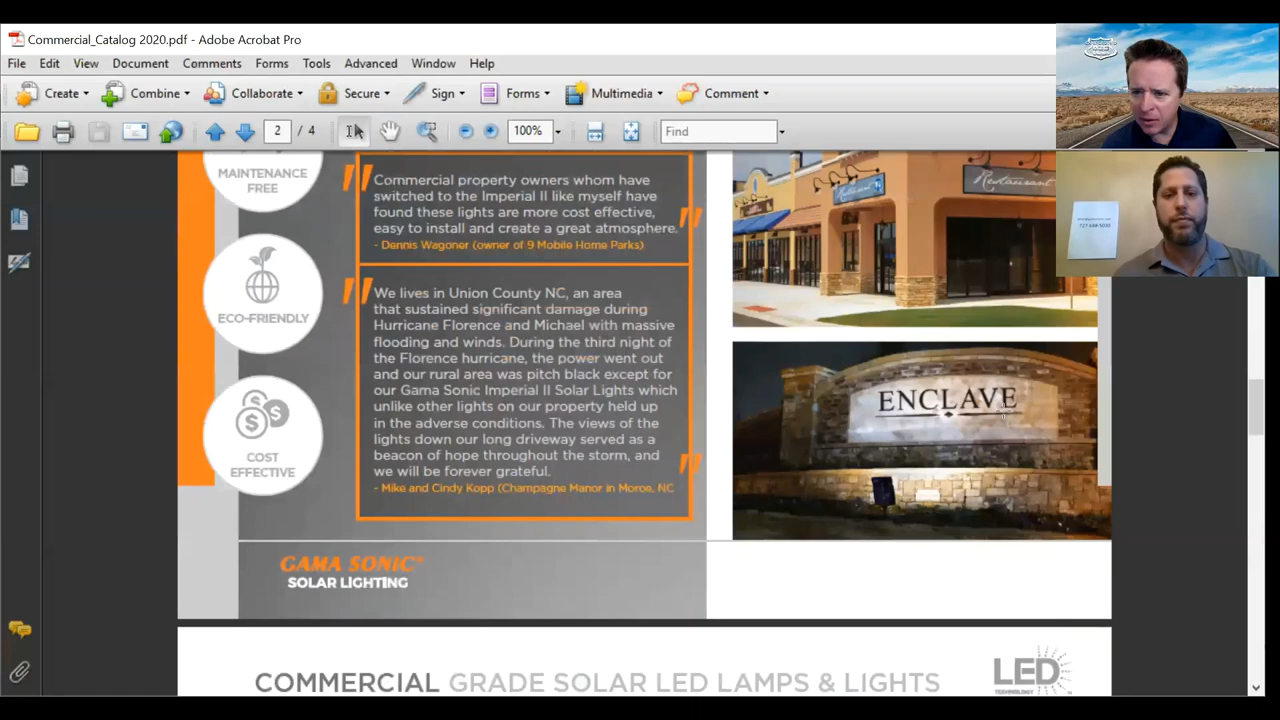 Commercial_Catalog 2020.pdf - Adobe Acrobat Pro
File Edit View Document Comments Forms Tools Advanced Window Help
Create Combine Collaborate Secure Sign Forms Multimedia Comment
2 / 4 100% Find
MAINTENANCE
FREE
ECO-FRIENDLY
COST
EFFECTIVE
Commercial property owners whom have
switched to the Imperial II like myself have
found these lights are more cost effective,
easy to install and create a great atmosphere.
- Dennis Wagoner (owner of 9 Mobile Home Parks)
We lives in Union County NC, an area
that sustained significant damage during
Hurricane Florence and Michael with massive
flooding and winds. During the third night of
the Florence hurricane, the power went out
and our rural area was pitch black except for
our Gama Sonic Imperial II Solar Lights which
unlike other lights on our property held up
in the adverse conditions. The views of the
lights down our long driveway served as a
beacon of hope throughout the storm, and
we will be forever grateful.
- Mike and Cindy Kopp (Champagne Manor in Moroe, NC
GAMA SONIC®
SOLAR LIGHTING
Restaurant
Restaurant
ENCLAVE
COMMERCIAL GRADE SOLAR LED LAMPS & LIGHTS
LED
TECHNOLOGY